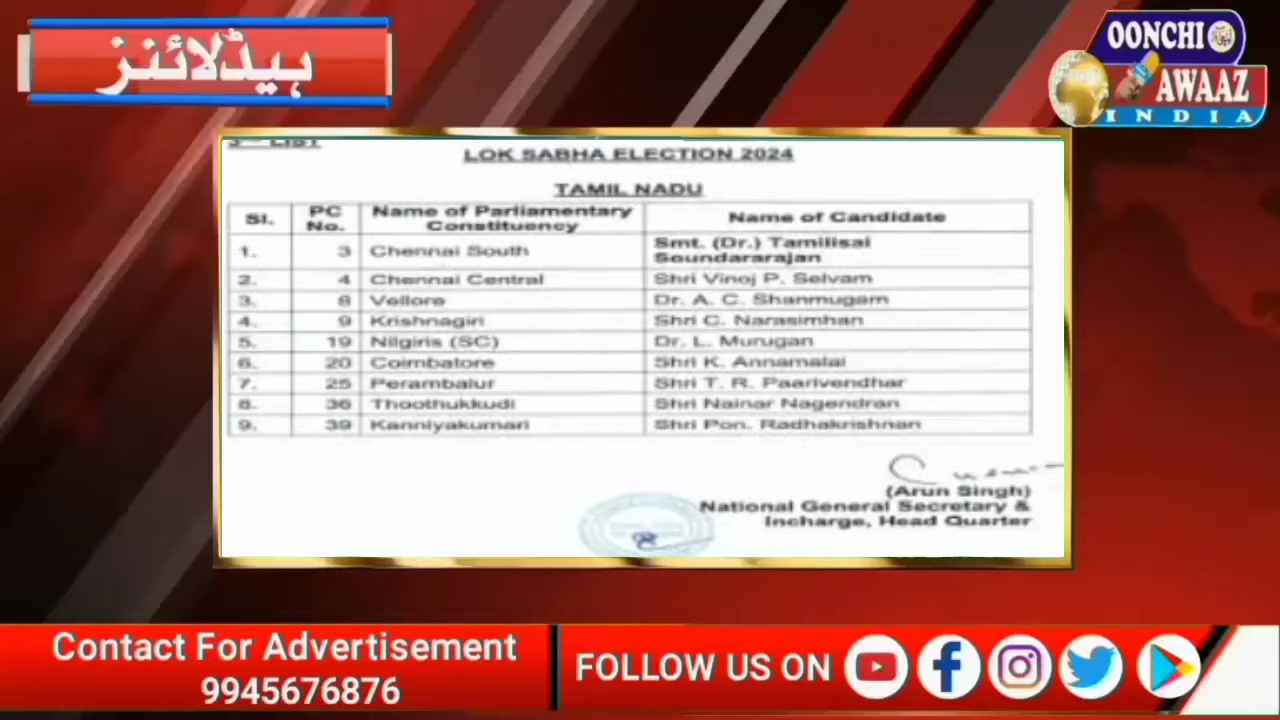 ہیڈلائنز
OONCHI
AWAAZ
INDIA
3RD LIST
LOK SABHA ELECTION 2024
TAMIL NADU
Sl. PC No. Name of Parliamentary Constituency Name of Candidate
1. 3 Chennai South Smt. (Dr.) Tamilisai Soundararajan
2. 4 Chennai Central Shri Vinoj P. Selvam
3. 8 Vellore Dr. A. C. Shanmugam
4. 9 Krishnagiri Shri C. Narasimhan
5. 19 Nilgiris (SC) Dr. L. Murugan
6. 20 Coimbatore Shri K. Annamalai
7. 25 Perambalur Shri T. R. Paarivendhar
8. 36 Thoothukkudi Shri Nainar Nagendran
9. 39 Kanniyakumari Shri Pon. Radhakrishnan
(Arun Singh)
National General Secretary &
Incharge, Head Quarter
Contact For Advertisement
9945676876
FOLLOW US ON